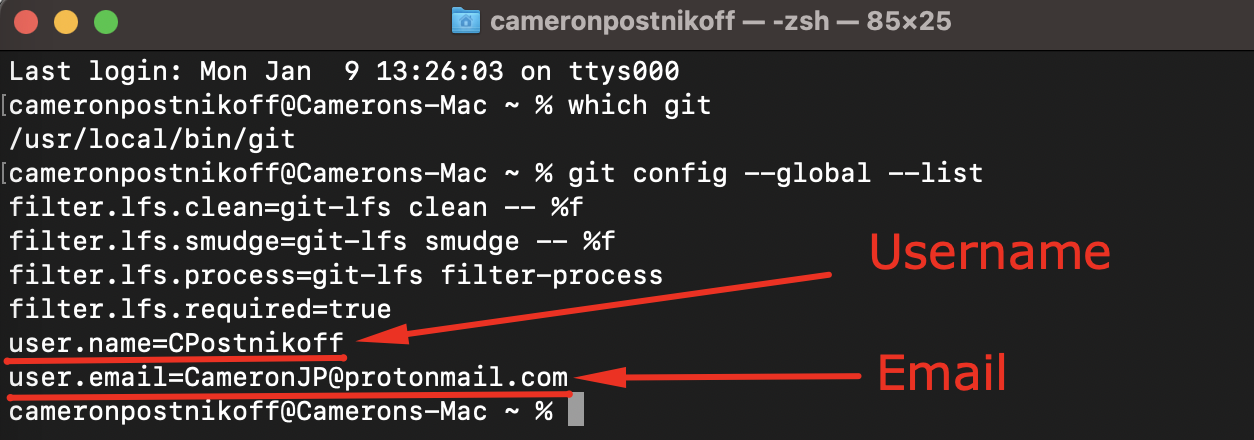 cameronpostnikoff — -zsh — 85×25
Last login: Mon Jan  9 13:26:03 on ttys000
[cameronpostnikoff@Camerons-Mac ~ % which git
/usr/local/bin/git
[cameronpostnikoff@Camerons-Mac ~ % git config --global --list
filter.lfs.clean=git-lfs clean -- %f
filter.lfs.smudge=git-lfs smudge -- %f
Username
filter.lfs.process=git-lfs filter-process
filter.lfs.required=true
user.name=CPostnikoff
Email
user.email=CameronJP@protonmail.com
cameronpostnikoff@Camerons-Mac ~ %